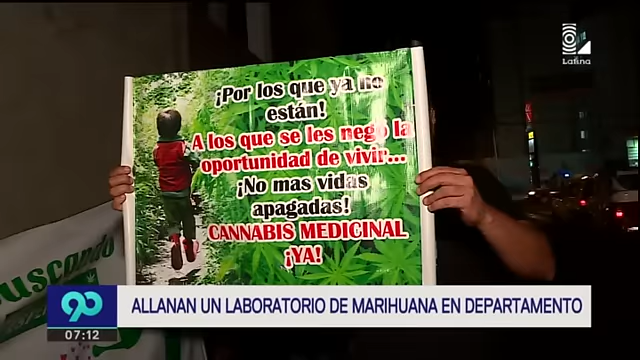 Latina
¡Por los que ya no
están!
A los que se les negó la
oportunidad de vivir...
¡No mas vidas
apagadas!
CANNABIS MEDICINAL
¡YA!
uscando
90
07:12
ALLANAN UN LABORATORIO DE MARIHUANA EN DEPARTAMENTO